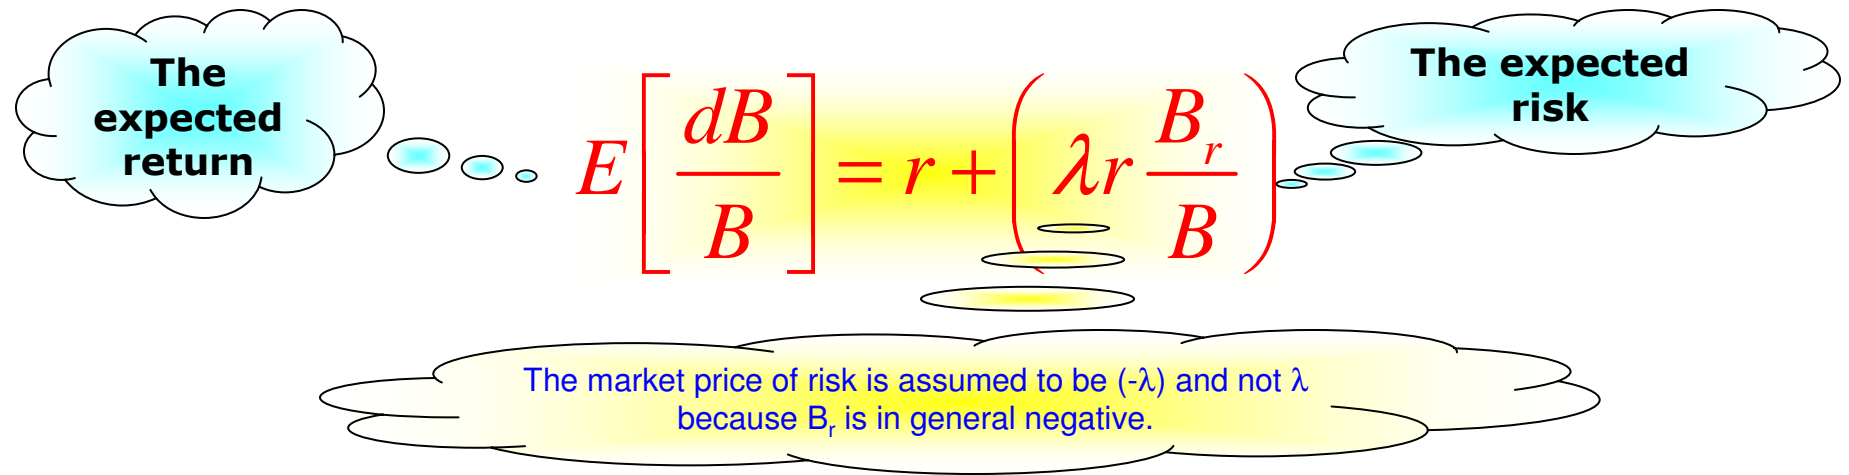 The
expected
return
E[dB/B] = r + (λr B_r/B)
The expected
risk
The market price of risk is assumed to be (-λ) and not λ
because B_r is in general negative.